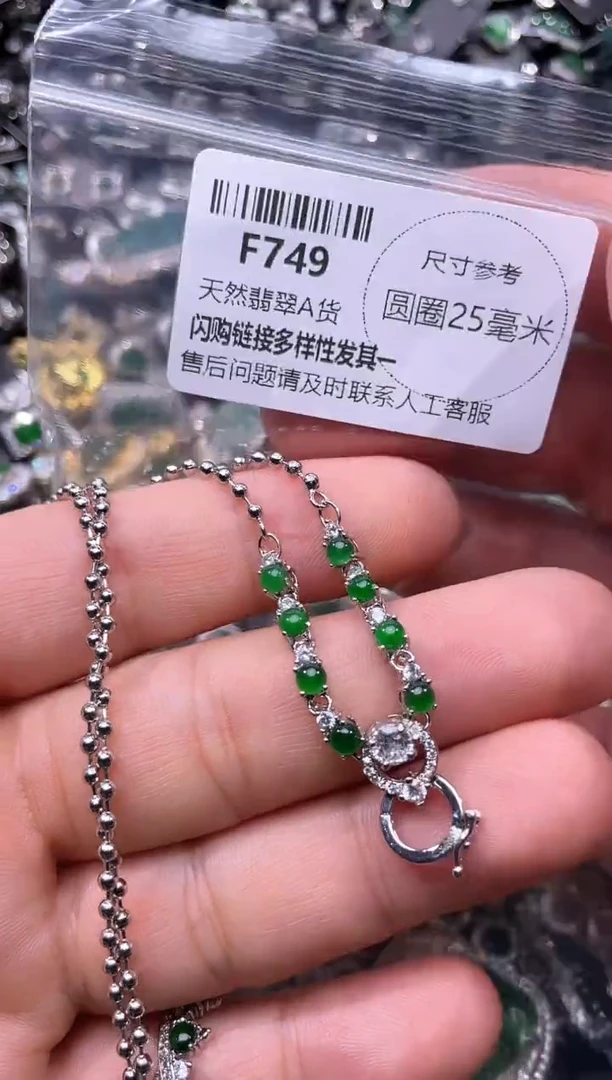 F749
天然翡翠A货
闪购链接多样性发其一
售后问题请及时联系人工客服
尺寸参考
圆圈25毫米